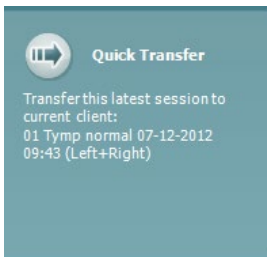 Quick Transfer
Transfer this latest session to
current client:
01 Tymp normal 07-12-2012
09:43 (Left+Right)